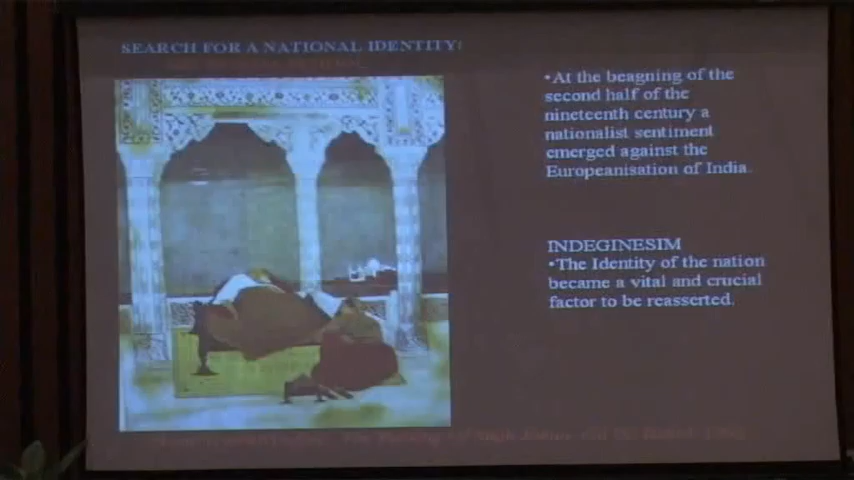 SEARCH FOR A NATIONAL IDENTITY:
•At the beagning of the
second half of the
nineteenth century a
nationalist sentiment
emerged against the
Europeanisation of India.
INDEGINESIM
•The Identity of the nation
became a vital and crucial
factor to be reasserted.